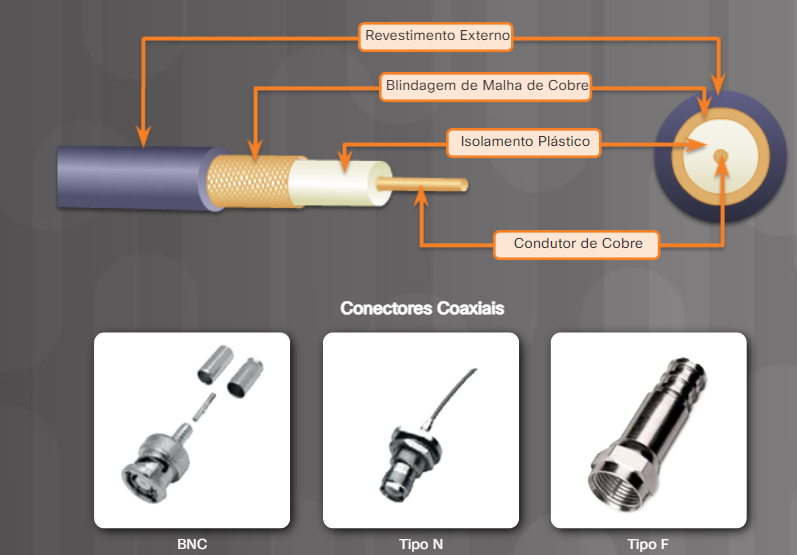 Revestimento Externo
Blindagem de Malha de Cobre
Isolamento Plástico
Condutor de Cobre
Conectores Coaxiais
BNC
Tipo N
Tipo F